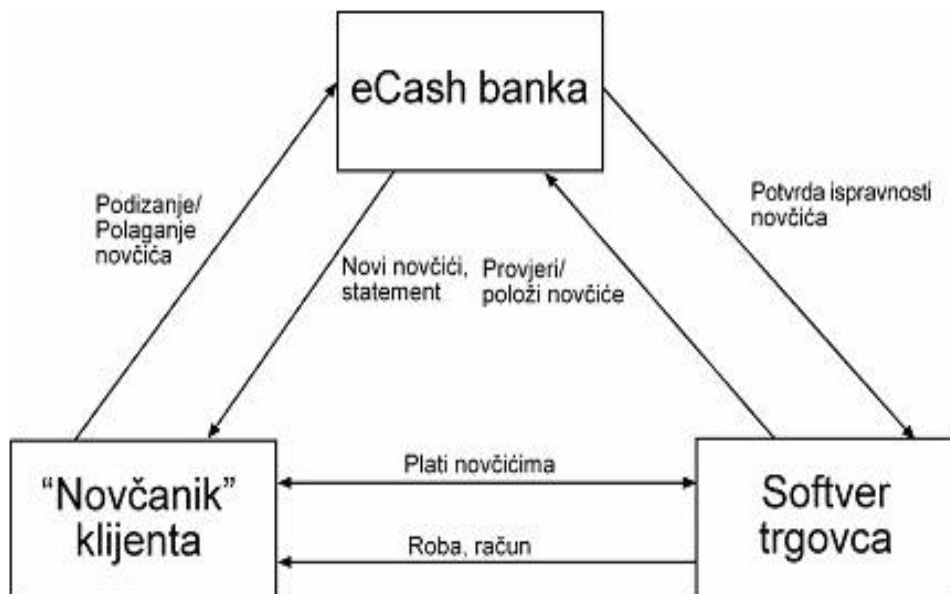 eCash banka
Podizanje/
Polaganje
novčića
Novi novčići,
statement
Provjeri/
položi novčiće
Potvrda ispravnosti
novčića
“Novčanik”
klijenta
Plati novčićima
Roba, račun
Softver
trgovca